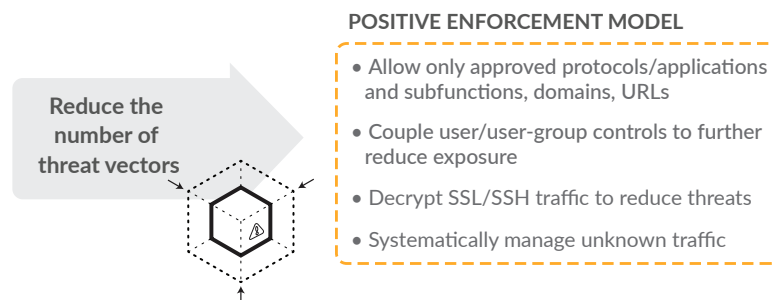 POSITIVE ENFORCEMENT MODEL
Reduce the
number of
threat vectors
• Allow only approved protocols/applications
and subfunctions, domains, URLs
• Couple user/user-group controls to further
reduce exposure
• Decrypt SSL/SSH traffic to reduce threats
• Systematically manage unknown traffic